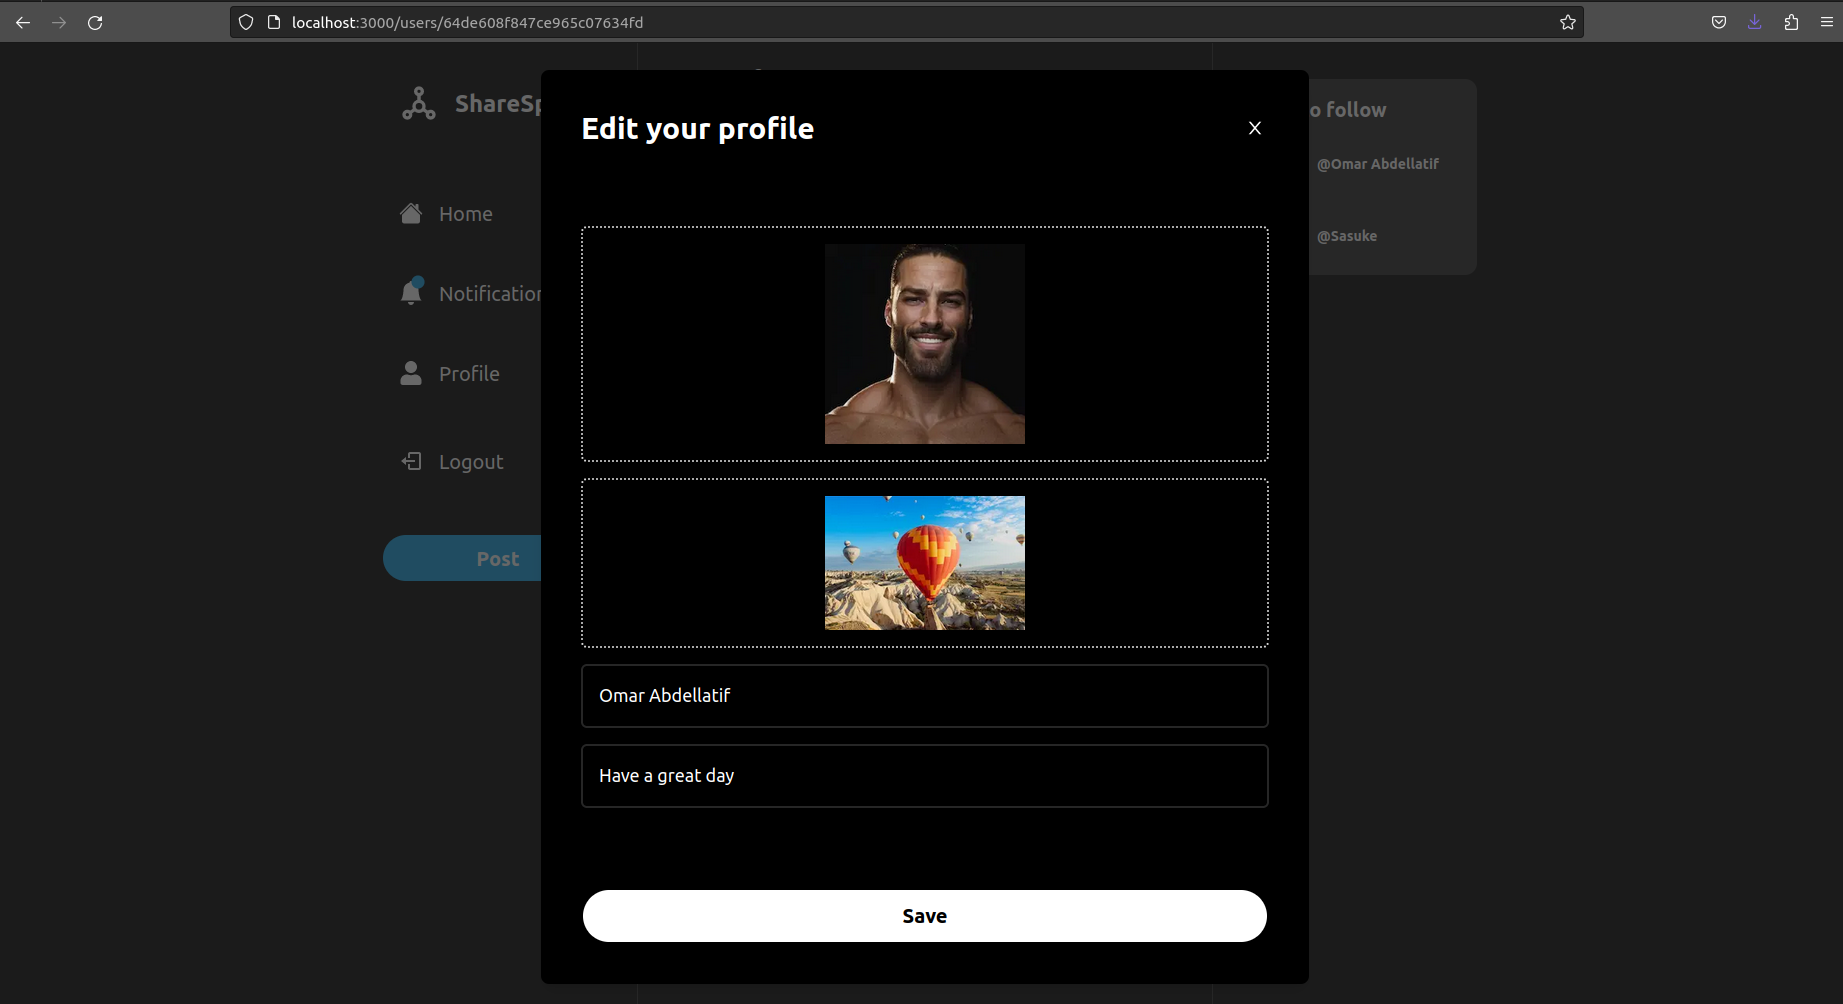 localhost:3000/users/64de608f847ce965c07634fd
ShareSp
Home
Notification
Profile
Logout
Post
Edit your profile
X
Omar Abdellatif
Have a great day
Save
o follow
@Omar Abdellatif
@Sasuke